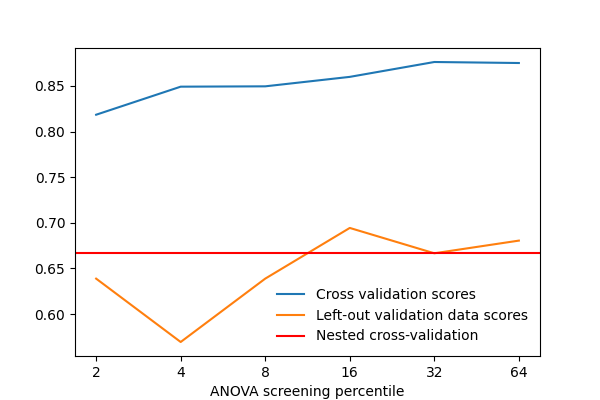 0.85
0.80
0.75
0.70
0.65
0.60
Cross validation scores
Left-out validation data scores
Nested cross-validation
2 4 8 16 32 64
ANOVA screening percentile